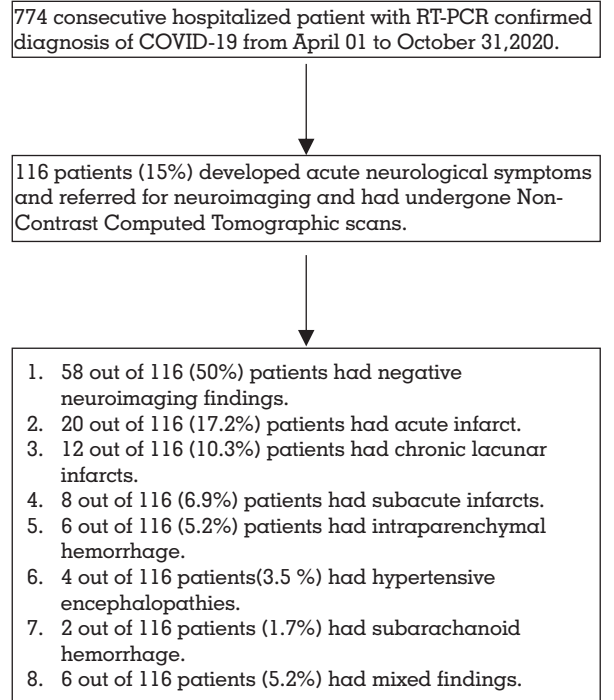 774 consecutive hospitalized patient with RT-PCR confirmed
diagnosis of COVID-19 from April 01 to October 31,2020.
116 patients (15%) developed acute neurological symptoms
and referred for neuroimaging and had undergone Non-
Contrast Computed Tomographic scans.
1. 58 out of 116 (50%) patients had negative
neuroimaging findings.
2. 20 out of 116 (17.2%) patients had acute infarct.
3. 12 out of 116 (10.3%) patients had chronic lacunar
infarcts.
4. 8 out of 116 (6.9%) patients had subacute infarcts.
5. 6 out of 116 (5.2%) patients had intraparenchymal
hemorrhage.
6. 4 out of 116 patients(3.5 %) had hypertensive
encephalopathies.
7. 2 out of 116 patients (1.7%) had subarachanoid
hemorrhage.
8. 6 out of 116 patients (5.2%) had mixed findings.